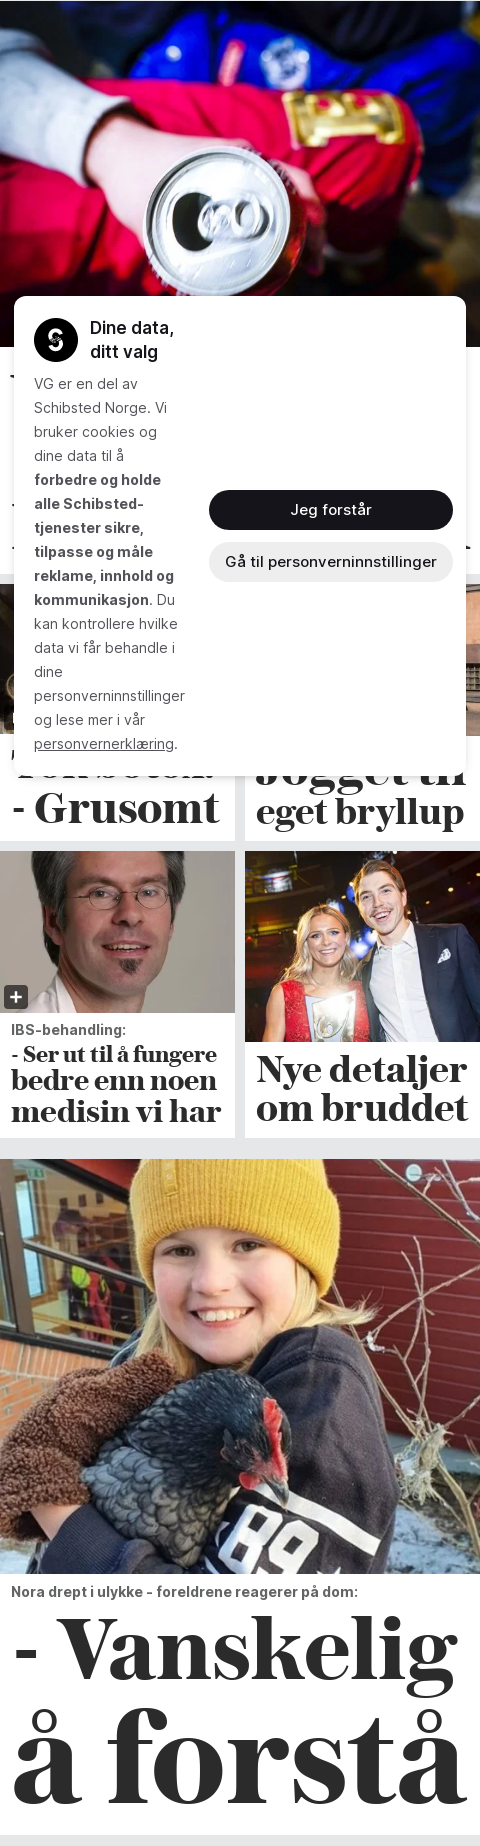 Dine data,
ditt valg
VG er en del av
Schibsted Norge. Vi
bruker cookies og
dine data til å
forbedre og holde
alle Schibsted-
tjenester sikre,
tilpasse og måle
reklame, innhold og
kommunikasjon. Du
kan kontrollere hvilke
data vi får behandle i
dine
personverninnstillinger
og lese mer i vår
personvernerklæring.
Jeg forstår
Gå til personverninnstillinger
- Grusomt
Jogget til
eget bryllup
IBS-behandling:
- Ser ut til å fungere
bedre enn noen
medisin vi har
Nye detaljer
om bruddet
89
Nora drept i ulykke - foreldrene reagerer på dom:
- Vanskelig
å forstå